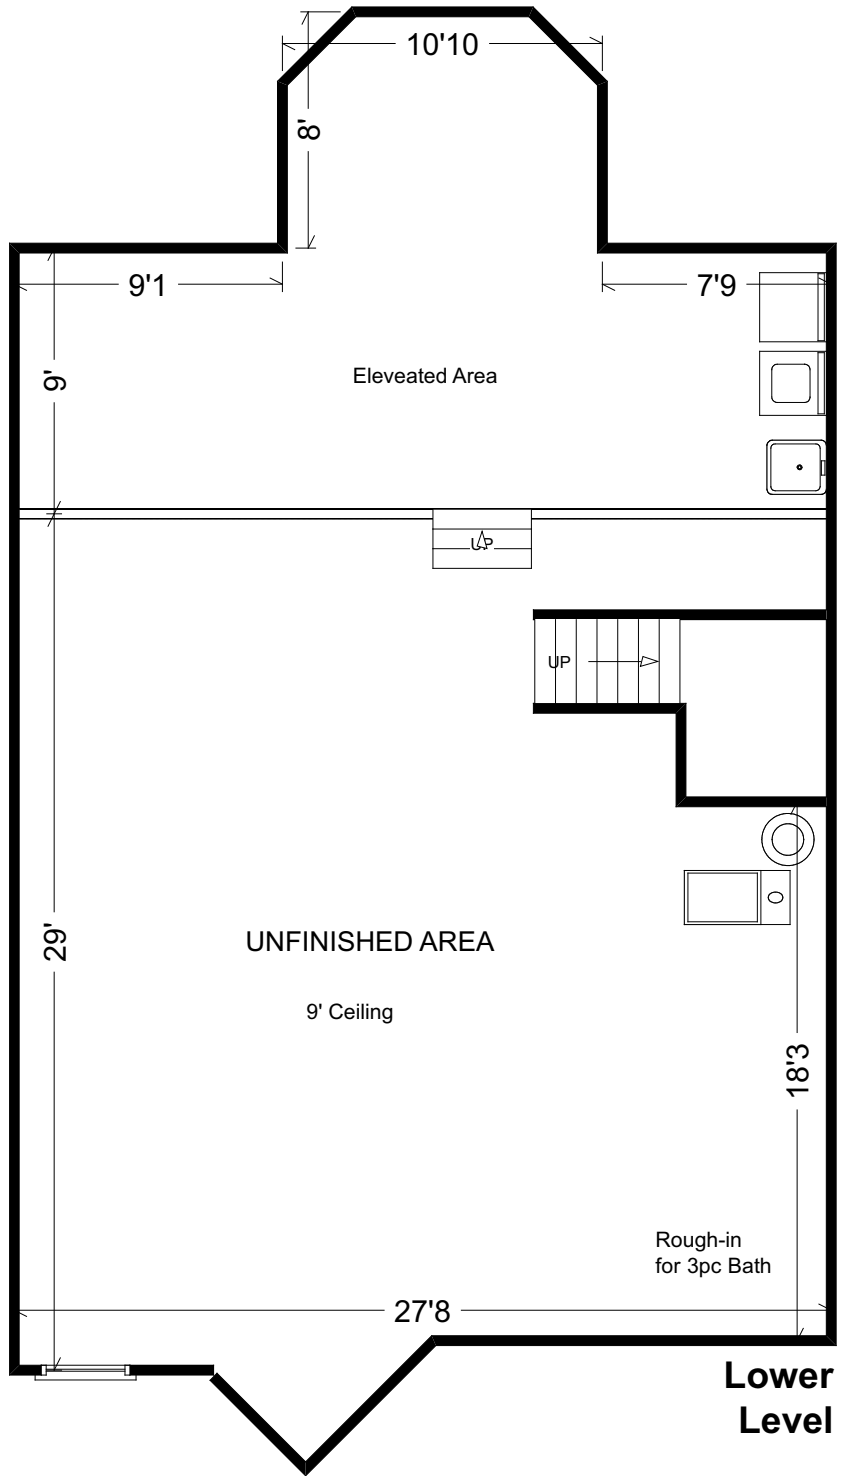 10'10
8'
9'1
7'9
9'
Eleveated Area
UP
UP
29'
UNFINISHED AREA
9' Ceiling
18'3
Rough-in
for 3pc Bath
27'8
Lower
Level